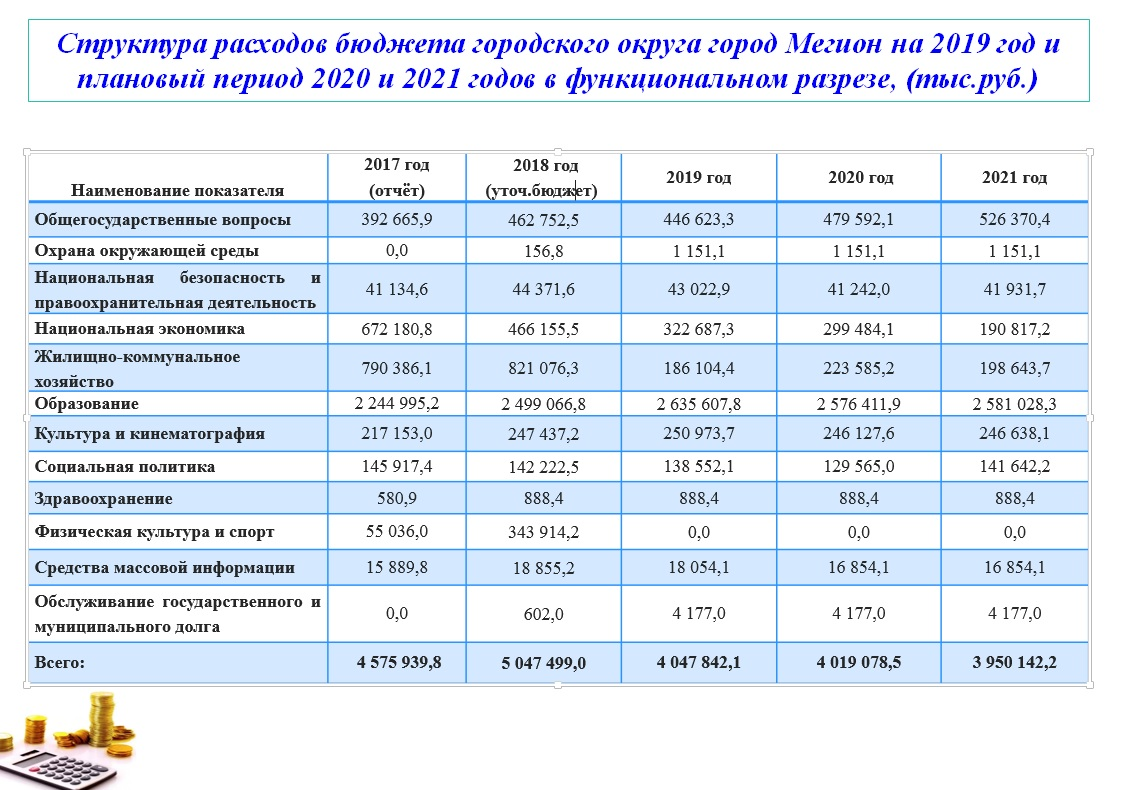 Структура расходов бюджета городского округа город Мегион на 2019 год и
плановый период 2020 и 2021 годов в функциональном разрезе, (тыс.руб.)
Наименование показателя 2017 год (отчёт) 2018 год (уточ.бюджет) 2019 год 2020 год 2021 год
Общегосударственные вопросы 392 665,9 462 752,5 446 623,3 479 592,1 526 370,4
Охрана окружающей среды 0,0 156,8 1 151,1 1 151,1 1 151,1
Национальная безопасность и
правоохранительная деятельность 41 134,6 44 371,6 43 022,9 41 242,0 41 931,7
Национальная экономика 672 180,8 466 155,5 322 687,3 299 484,1 190 817,2
Жилищно-коммунальное
хозяйство 790 386,1 821 076,3 186 104,4 223 585,2 198 643,7
Образование 2 244 995,2 2 499 066,8 2 635 607,8 2 576 411,9 2 581 028,3
Культура и кинематография 217 153,0 247 437,2 250 973,7 246 127,6 246 638,1
Социальная политика 145 917,4 142 222,5 138 552,1 129 565,0 141 642,2
Здравоохранение 580,9 888,4 888,4 888,4 888,4
Физическая культура и спорт 55 036,0 343 914,2 0,0 0,0 0,0
Средства массовой информации 15 889,8 18 855,2 18 054,1 16 854,1 16 854,1
Обслуживание государственного и
муниципального долга 0,0 602,0 4 177,0 4 177,0 4 177,0
Всего: 4 575 939,8 5 047 499,0 4 047 842,1 4 019 078,5 3 950 142,2